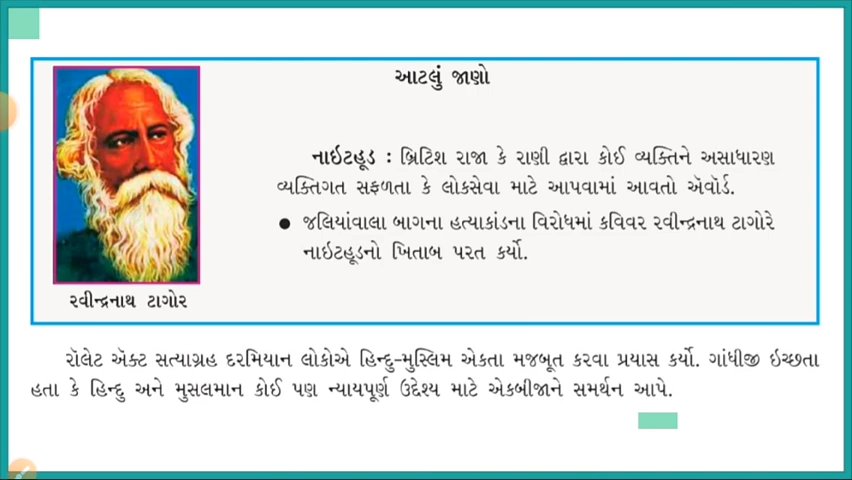 આટલું જાણો
નાઇટહૂડ : બ્રિટિશ રાજા કે રાણી દ્વારા કોઈ વ્યક્તિને અસાધારણ
વ્યક્તિગત સફળતા કે લોકસેવા માટે આપવામાં આવતો ઍવૉર્ડ.
● જલિયાંવાલા બાગના હત્યાકાંડના વિરોધમાં કવિવર રવીન્દ્રનાથ ટાગોરે
નાઇટહૂડનો ખિતાબ પરત કર્યો.
રવીન્દ્રનાથ ટાગોર
રૉલેટ ઍક્ટ સત્યાગ્રહ દરમિયાન લોકોએ હિન્દુ-મુસ્લિમ એકતા મજબૂત કરવા પ્રયાસ કર્યો. ગાંધીજી ઇચ્છતા
હતા કે હિન્દુ અને મુસલમાન કોઈ પણ ન્યાયપૂર્ણ ઉદ્દેશ્ય માટે એકબીજાને સમર્થન આપે.